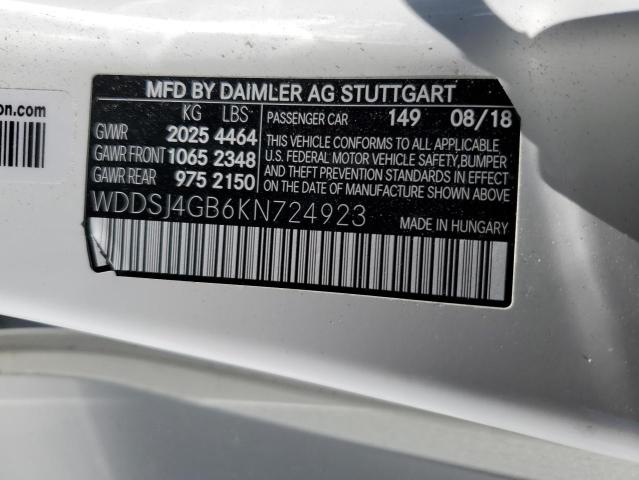 on.com
MFD BY DAIMLER AG STUTTGART
KG LBS
PASSENGER CAR 149 08/18
GVWR 2025 4464
GAWR FRONT 1065 2348
GAWR REAR 975 2150
THIS VEHICLE CONFORMS TO ALL APPLICABLE
U.S. FEDERAL MOTOR VEHICLE SAFETY,BUMPER
AND THEFT PREVENTION STANDARDS IN EFFECT
ON THE DATE OF MANUFACTURE SHOWN ABOVE.
WDDSJ4GB6KN724923
MADE IN HUNGARY